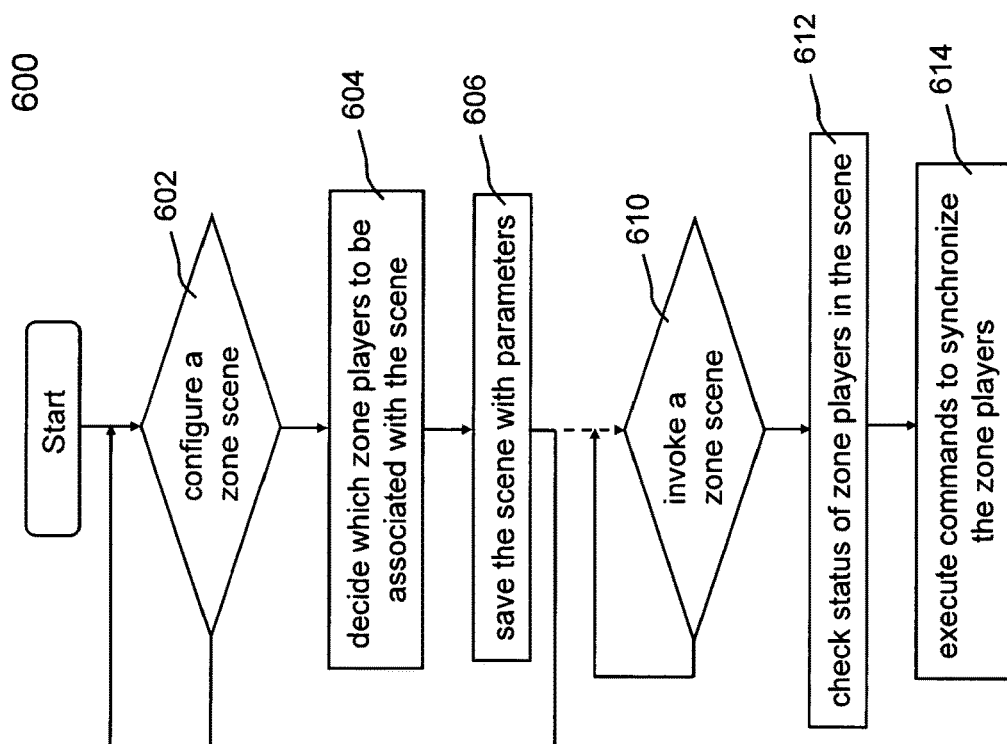 600
Start
602
configure a
zone scene
604
decide which zone players to be
associated with the scene
606
save the scene with parameters
610
invoke a
zone scene
612
check status of zone players in the scene
614
execute commands to synchronize
the zone players